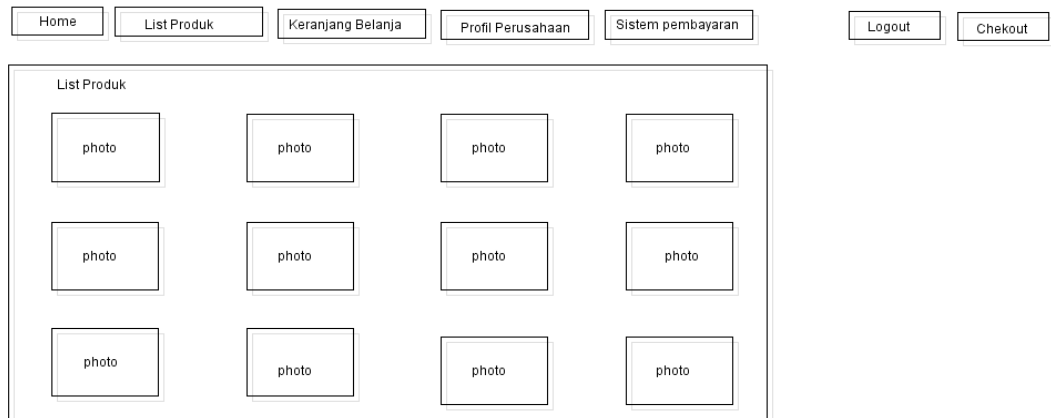 Home List Produk Keranjang Belanja Profil Perusahaan Sistem pembayaran Logout Chekout
List Produk
photo photo photo photo
photo photo photo photo
photo photo photo photo